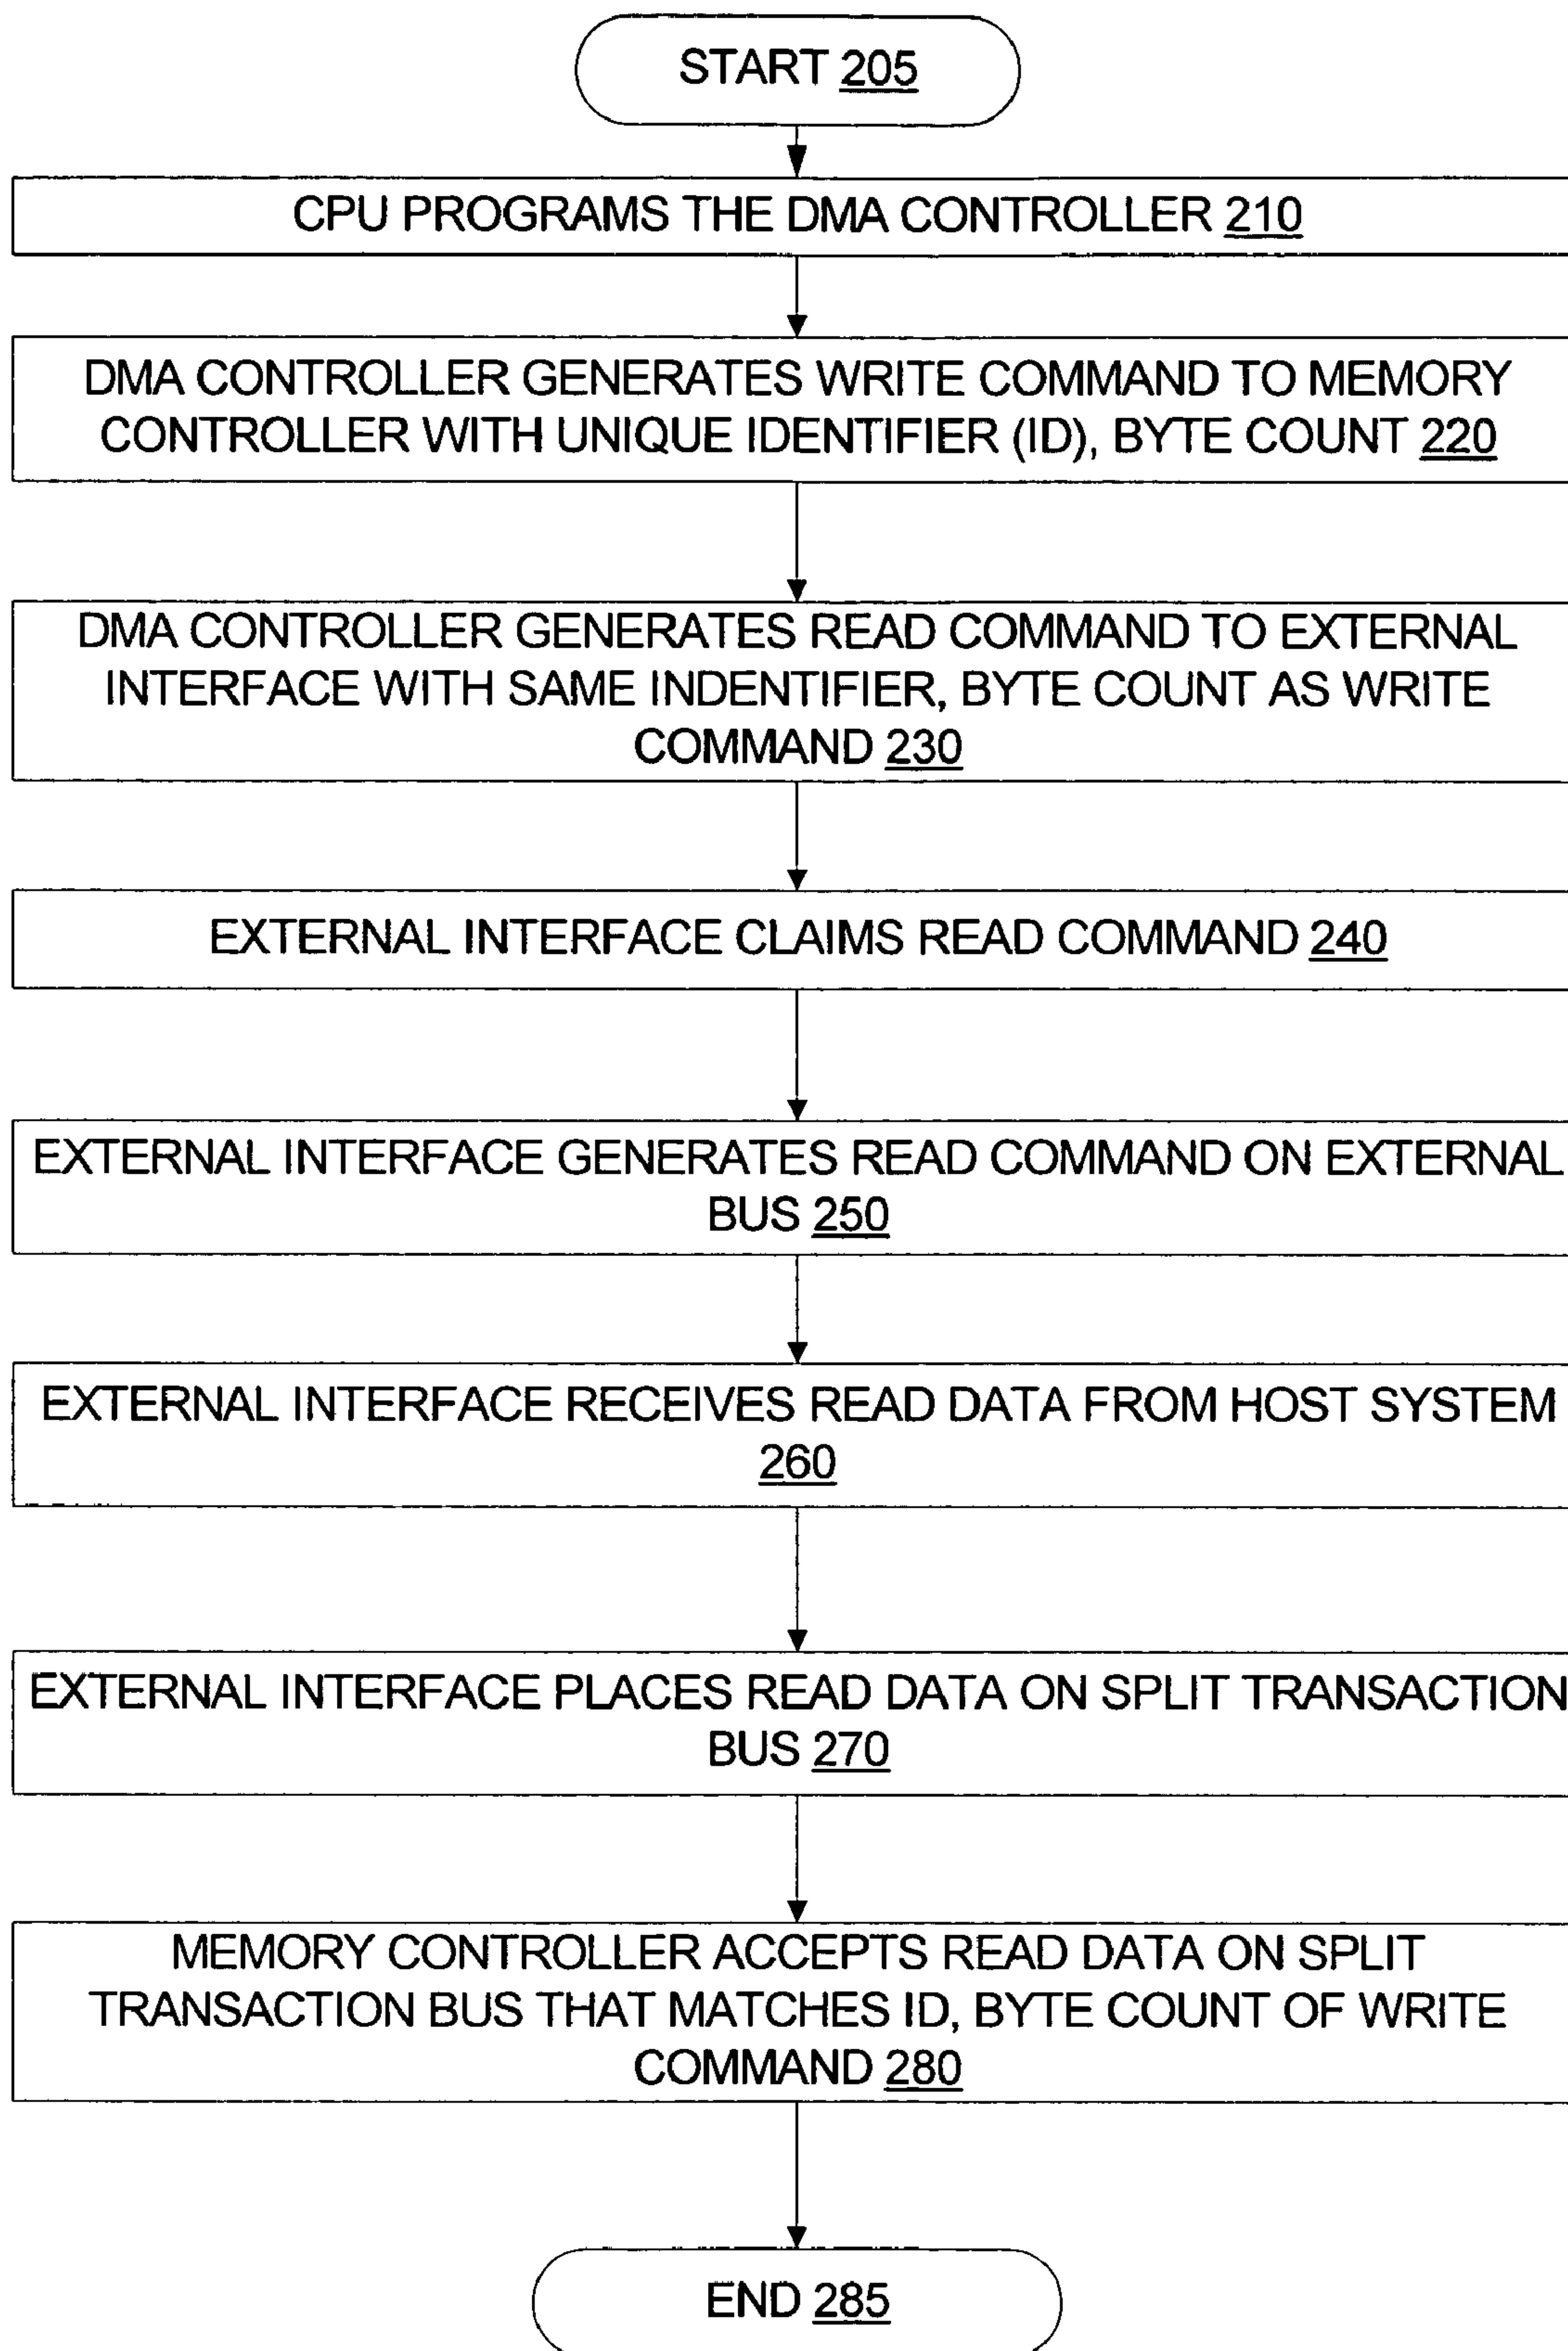 START 205
CPU PROGRAMS THE DMA CONTROLLER 210
DMA CONTROLLER GENERATES WRITE COMMAND TO MEMORY
CONTROLLER WITH UNIQUE IDENTIFIER (ID), BYTE COUNT 220
DMA CONTROLLER GENERATES READ COMMAND TO EXTERNAL
INTERFACE WITH SAME INDENTIFIER, BYTE COUNT AS WRITE
COMMAND 230
EXTERNAL INTERFACE CLAIMS READ COMMAND 240
EXTERNAL INTERFACE GENERATES READ COMMAND ON EXTERNAL
BUS 250
EXTERNAL INTERFACE RECEIVES READ DATA FROM HOST SYSTEM
260
EXTERNAL INTERFACE PLACES READ DATA ON SPLIT TRANSACTION
BUS 270
MEMORY CONTROLLER ACCEPTS READ DATA ON SPLIT
TRANSACTION BUS THAT MATCHES ID, BYTE COUNT OF WRITE
COMMAND 280
END 285